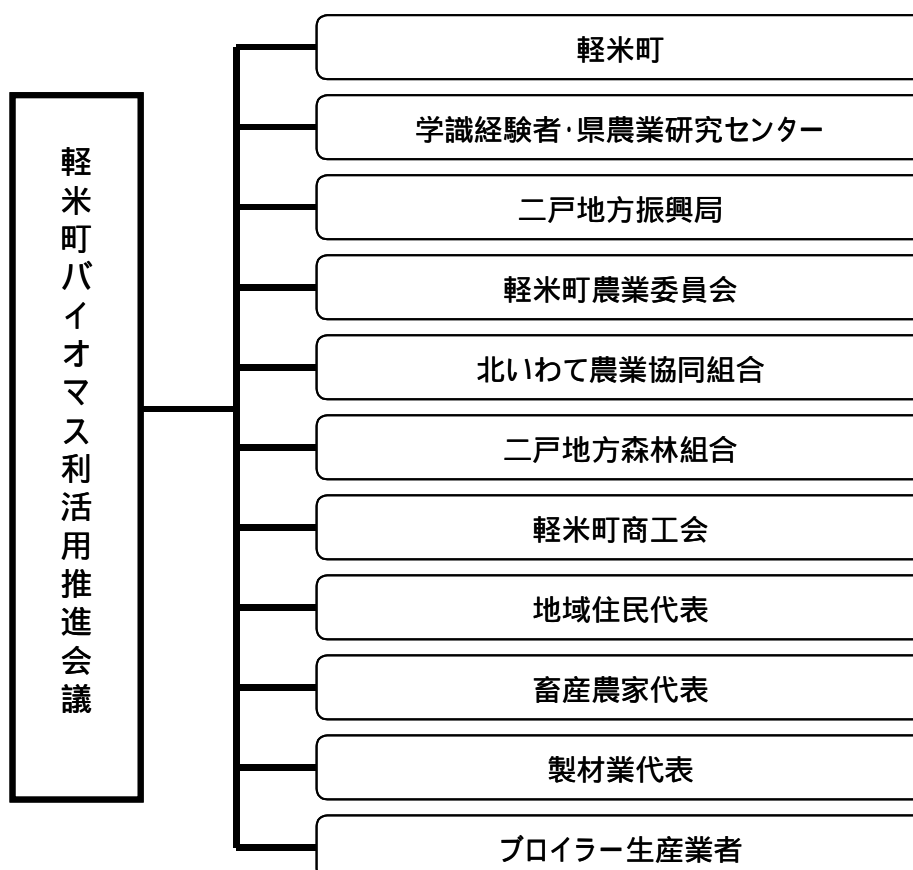 軽米町バイオマス利活用推進会議
軽米町
学識経験者･県農業研究センター
二戸地方振興局
軽米町農業委員会
北いわて農業協同組合
二戸地方森林組合
軽米町商工会
地域住民代表
畜産農家代表
製材業代表
ブロイラー生産業者